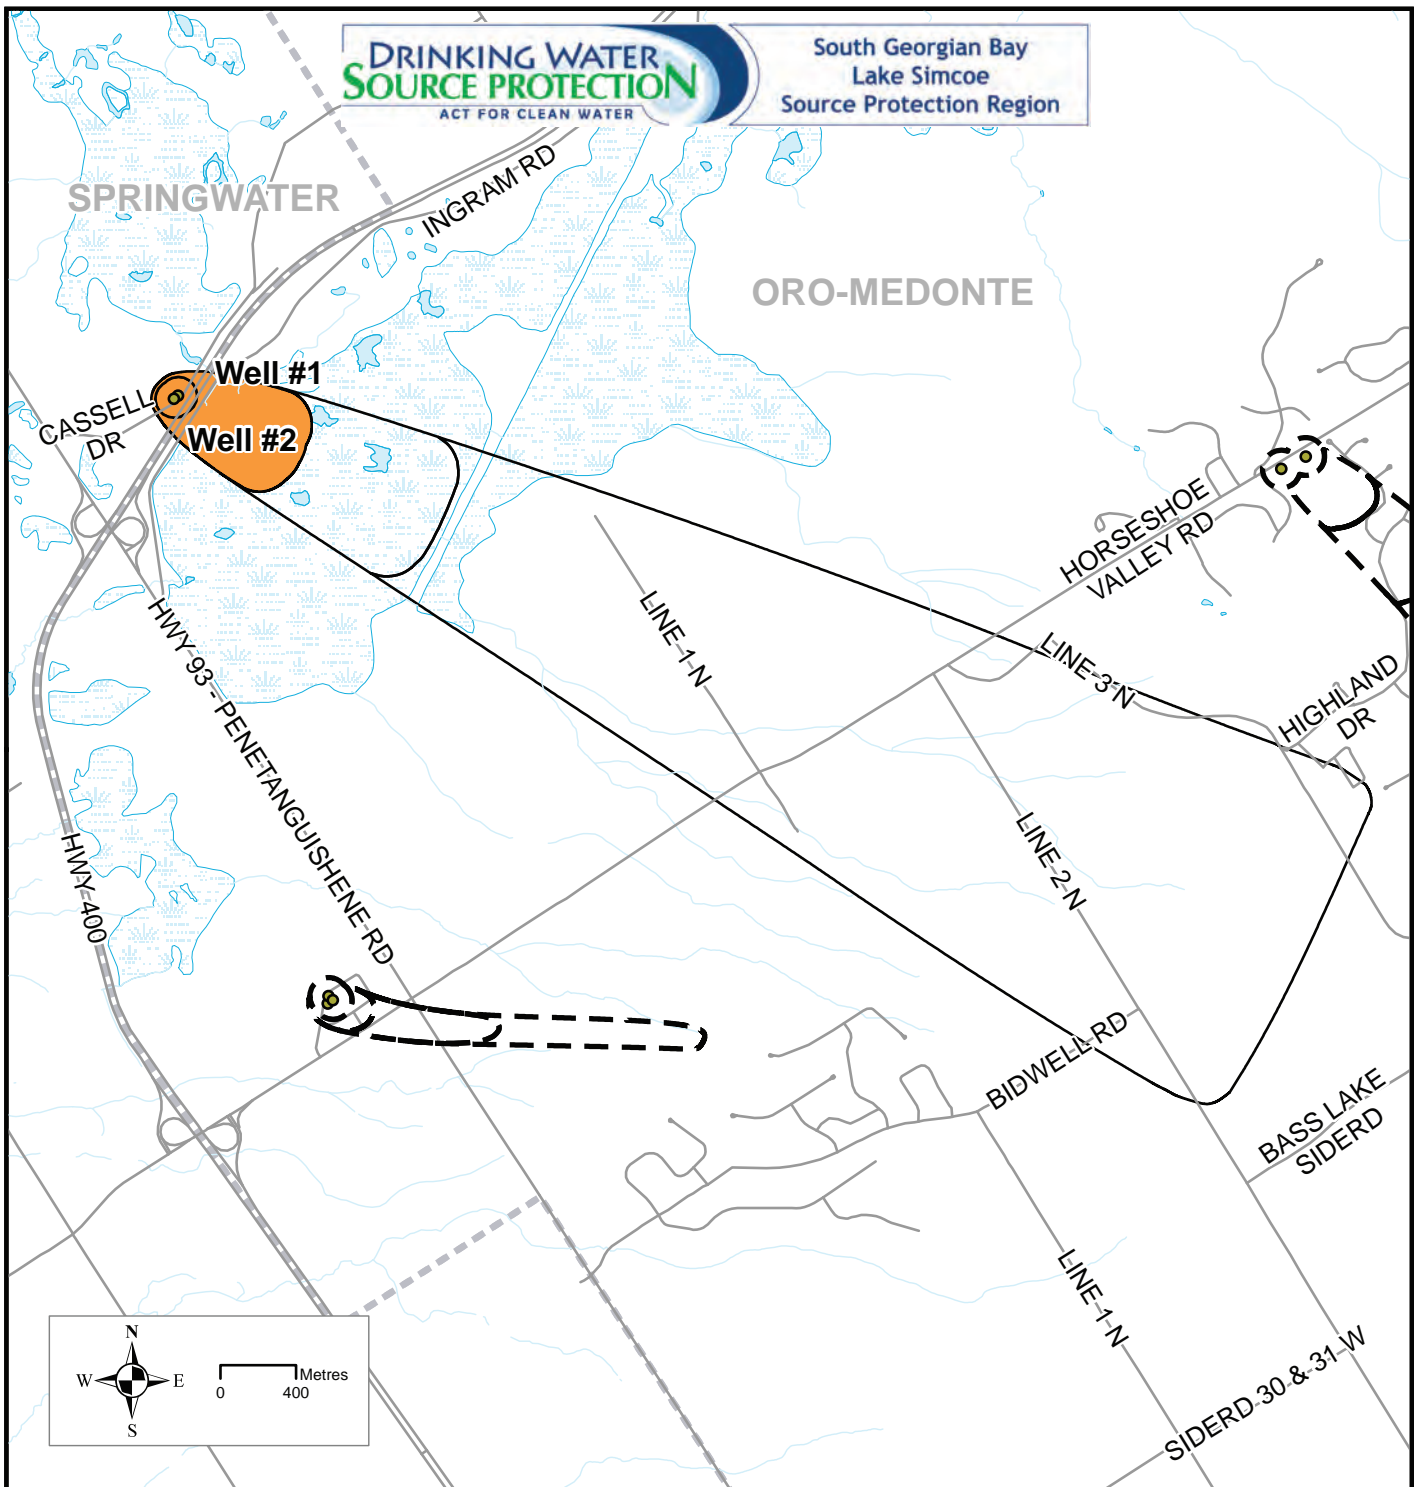 DRINKING WATER
SOURCE PROTECTION
ACT FOR CLEAN WATER
South Georgian Bay
Lake Simcoe
Source Protection Region
SPRINGWATER
INGRAM RD
ORO-MEDONTE
Well #1
CASSELL
DR
Well #2
HORSESHOE
VALLEY RD
LINE 1 N
LINE 3 N
HIGHLAND
DR
HWY 93 - PENETANGUISHENE RD
HWY 400
LINE 2 N
BIDWELL RD
BASS LAKE
SIDERD
LINE 1 N
SIDERD 30 & 31 W
N
W E
S
Metres
0 400